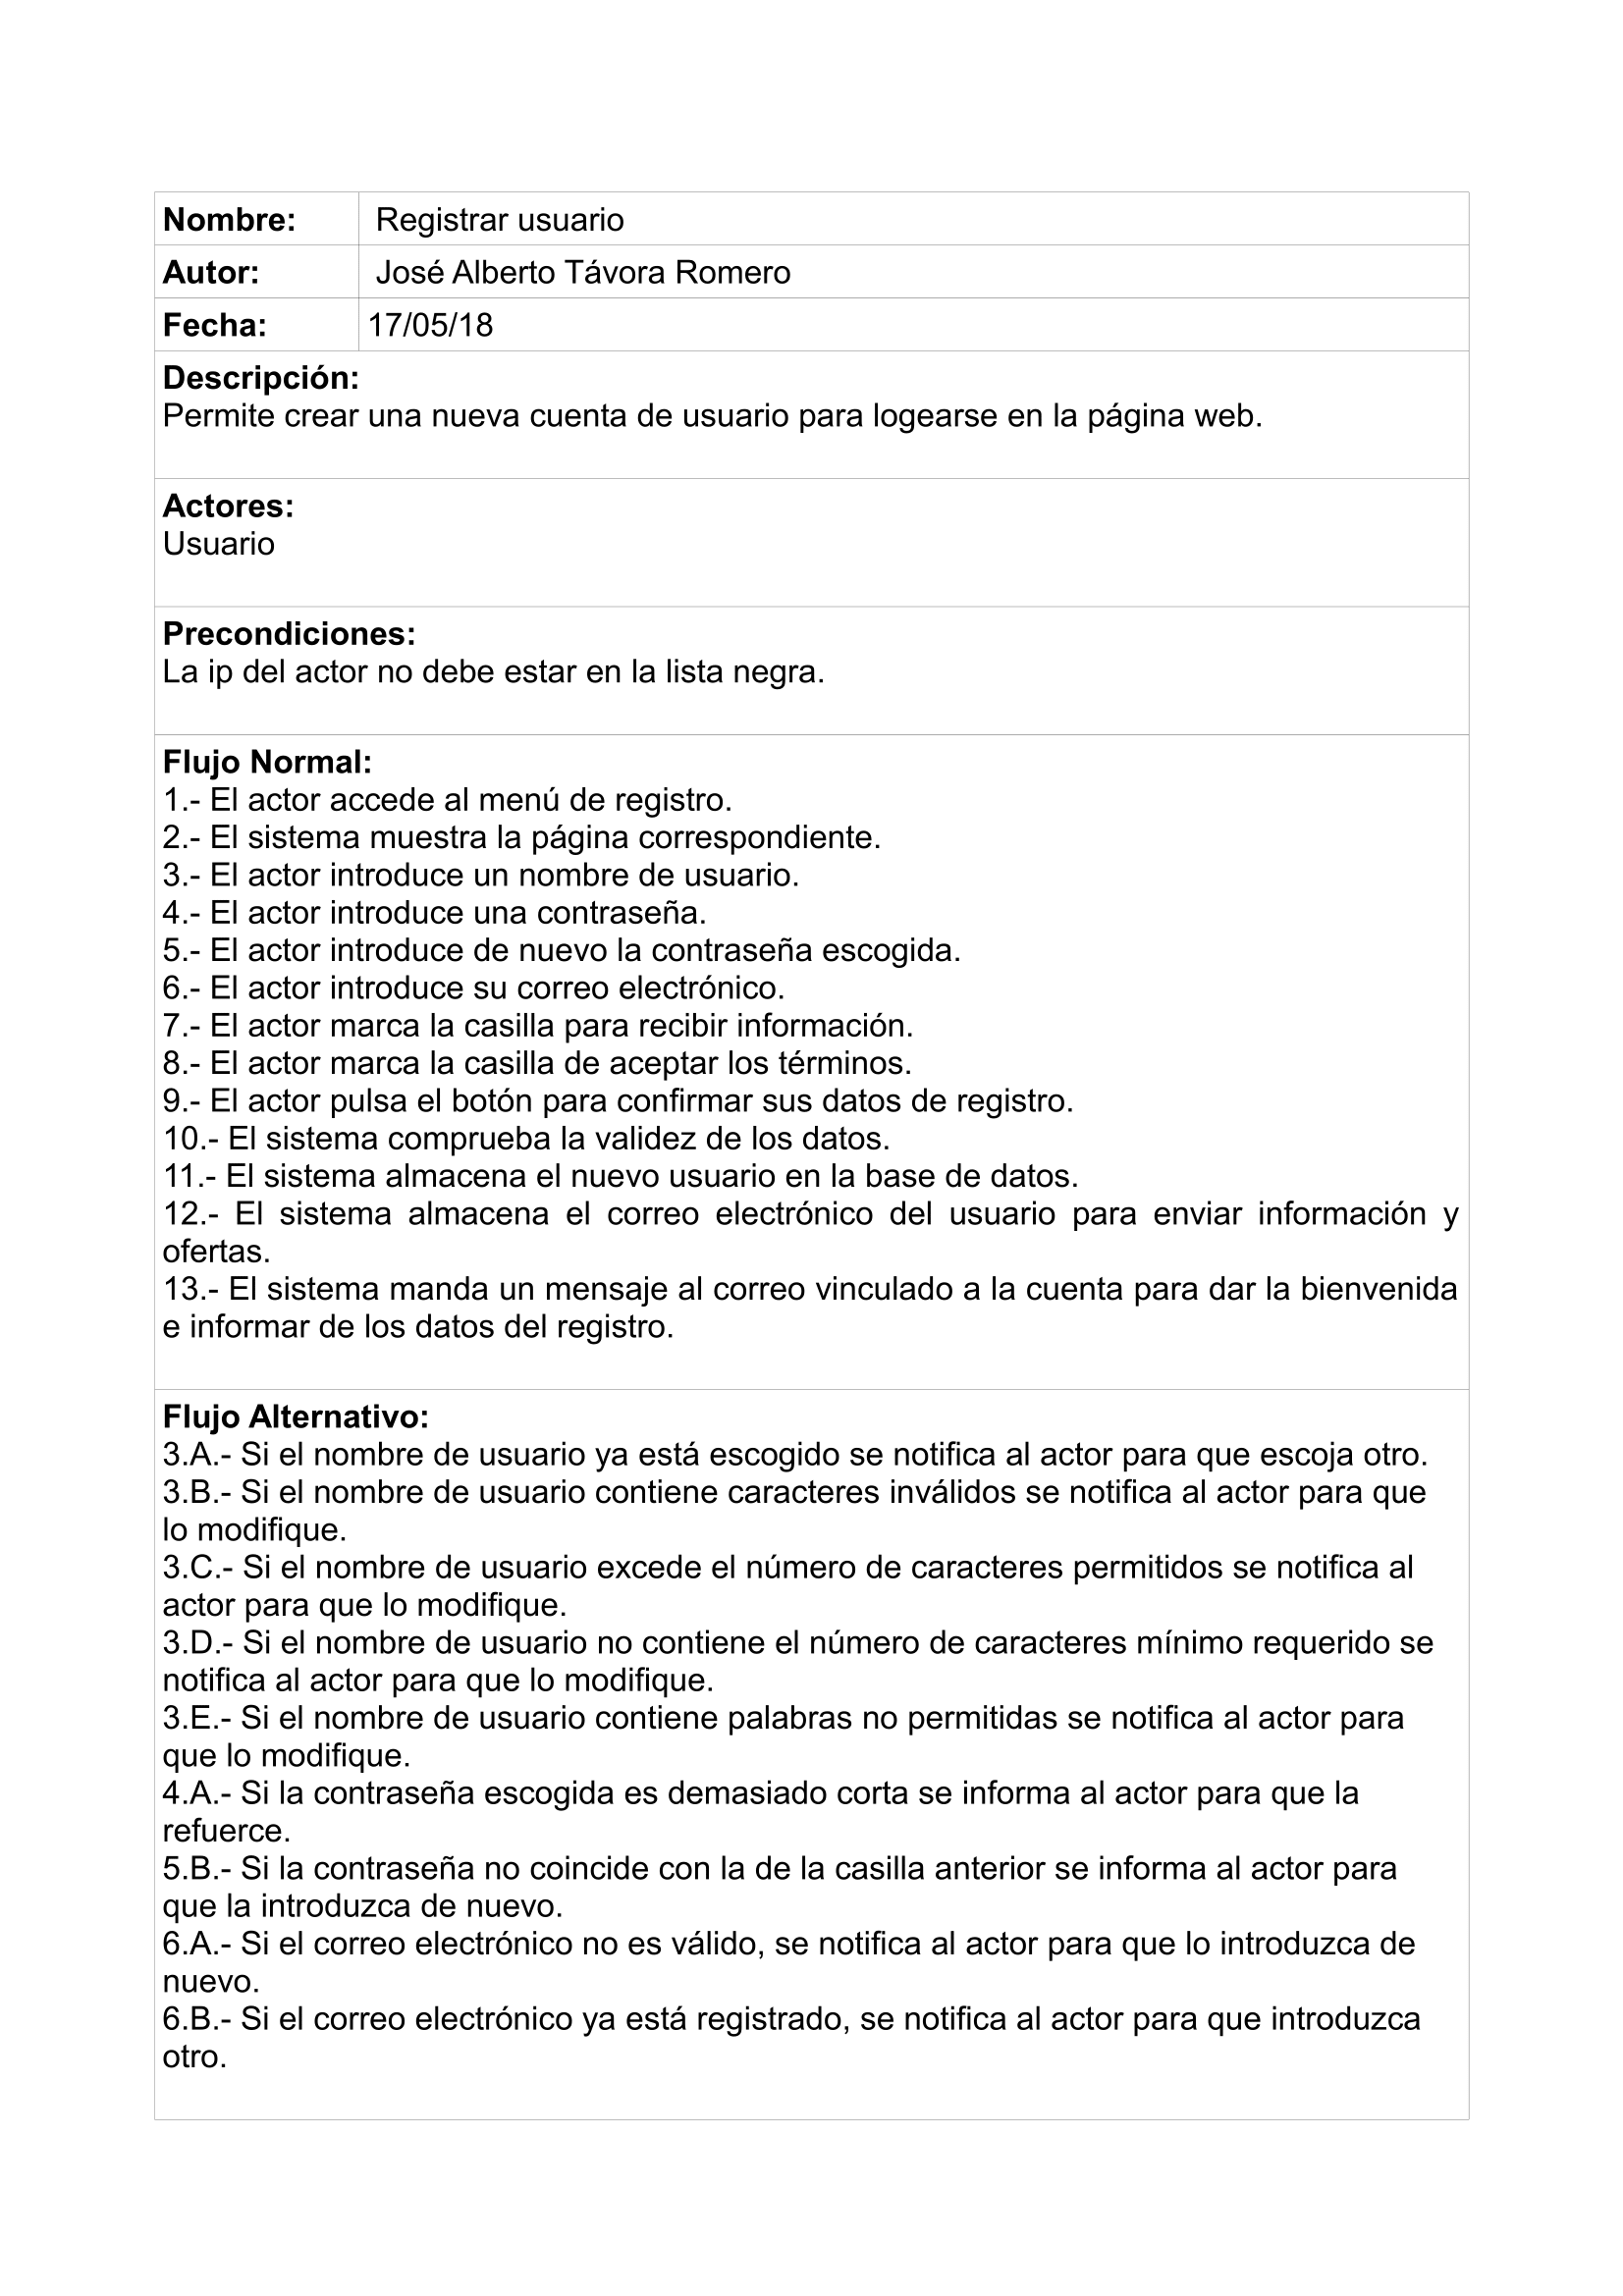 Nombre: Registrar usuario
Autor: José Alberto Távora Romero
Fecha: 17/05/18
Descripción:
Permite crear una nueva cuenta de usuario para logearse en la página web.
Actores:
Usuario
Precondiciones:
La ip del actor no debe estar en la lista negra.
Flujo Normal:
1.- El actor accede al menú de registro.
2.- El sistema muestra la página correspondiente.
3.- El actor introduce un nombre de usuario.
4.- El actor introduce una contraseña.
5.- El actor introduce de nuevo la contraseña escogida.
6.- El actor introduce su correo electrónico.
7.- El actor marca la casilla para recibir información.
8.- El actor marca la casilla de aceptar los términos.
9.- El actor pulsa el botón para confirmar sus datos de registro.
10.- El sistema comprueba la validez de los datos.
11.- El sistema almacena el nuevo usuario en la base de datos.
12.- El sistema almacena el correo electrónico del usuario para enviar información y
ofertas.
13.- El sistema manda un mensaje al correo vinculado a la cuenta para dar la bienvenida
e informar de los datos del registro.
Flujo Alternativo:
3.A.- Si el nombre de usuario ya está escogido se notifica al actor para que escoja otro.
3.B.- Si el nombre de usuario contiene caracteres inválidos se notifica al actor para que
lo modifique.
3.C.- Si el nombre de usuario excede el número de caracteres permitidos se notifica al
actor para que lo modifique.
3.D.- Si el nombre de usuario no contiene el número de caracteres mínimo requerido se
notifica al actor para que lo modifique.
3.E.- Si el nombre de usuario contiene palabras no permitidas se notifica al actor para
que lo modifique.
4.A.- Si la contraseña escogida es demasiado corta se informa al actor para que la
refuerce.
5.B.- Si la contraseña no coincide con la de la casilla anterior se informa al actor para
que la introduzca de nuevo.
6.A.- Si el correo electrónico no es válido, se notifica al actor para que lo introduzca de
nuevo.
6.B.- Si el correo electrónico ya está registrado, se notifica al actor para que introduzca
otro.